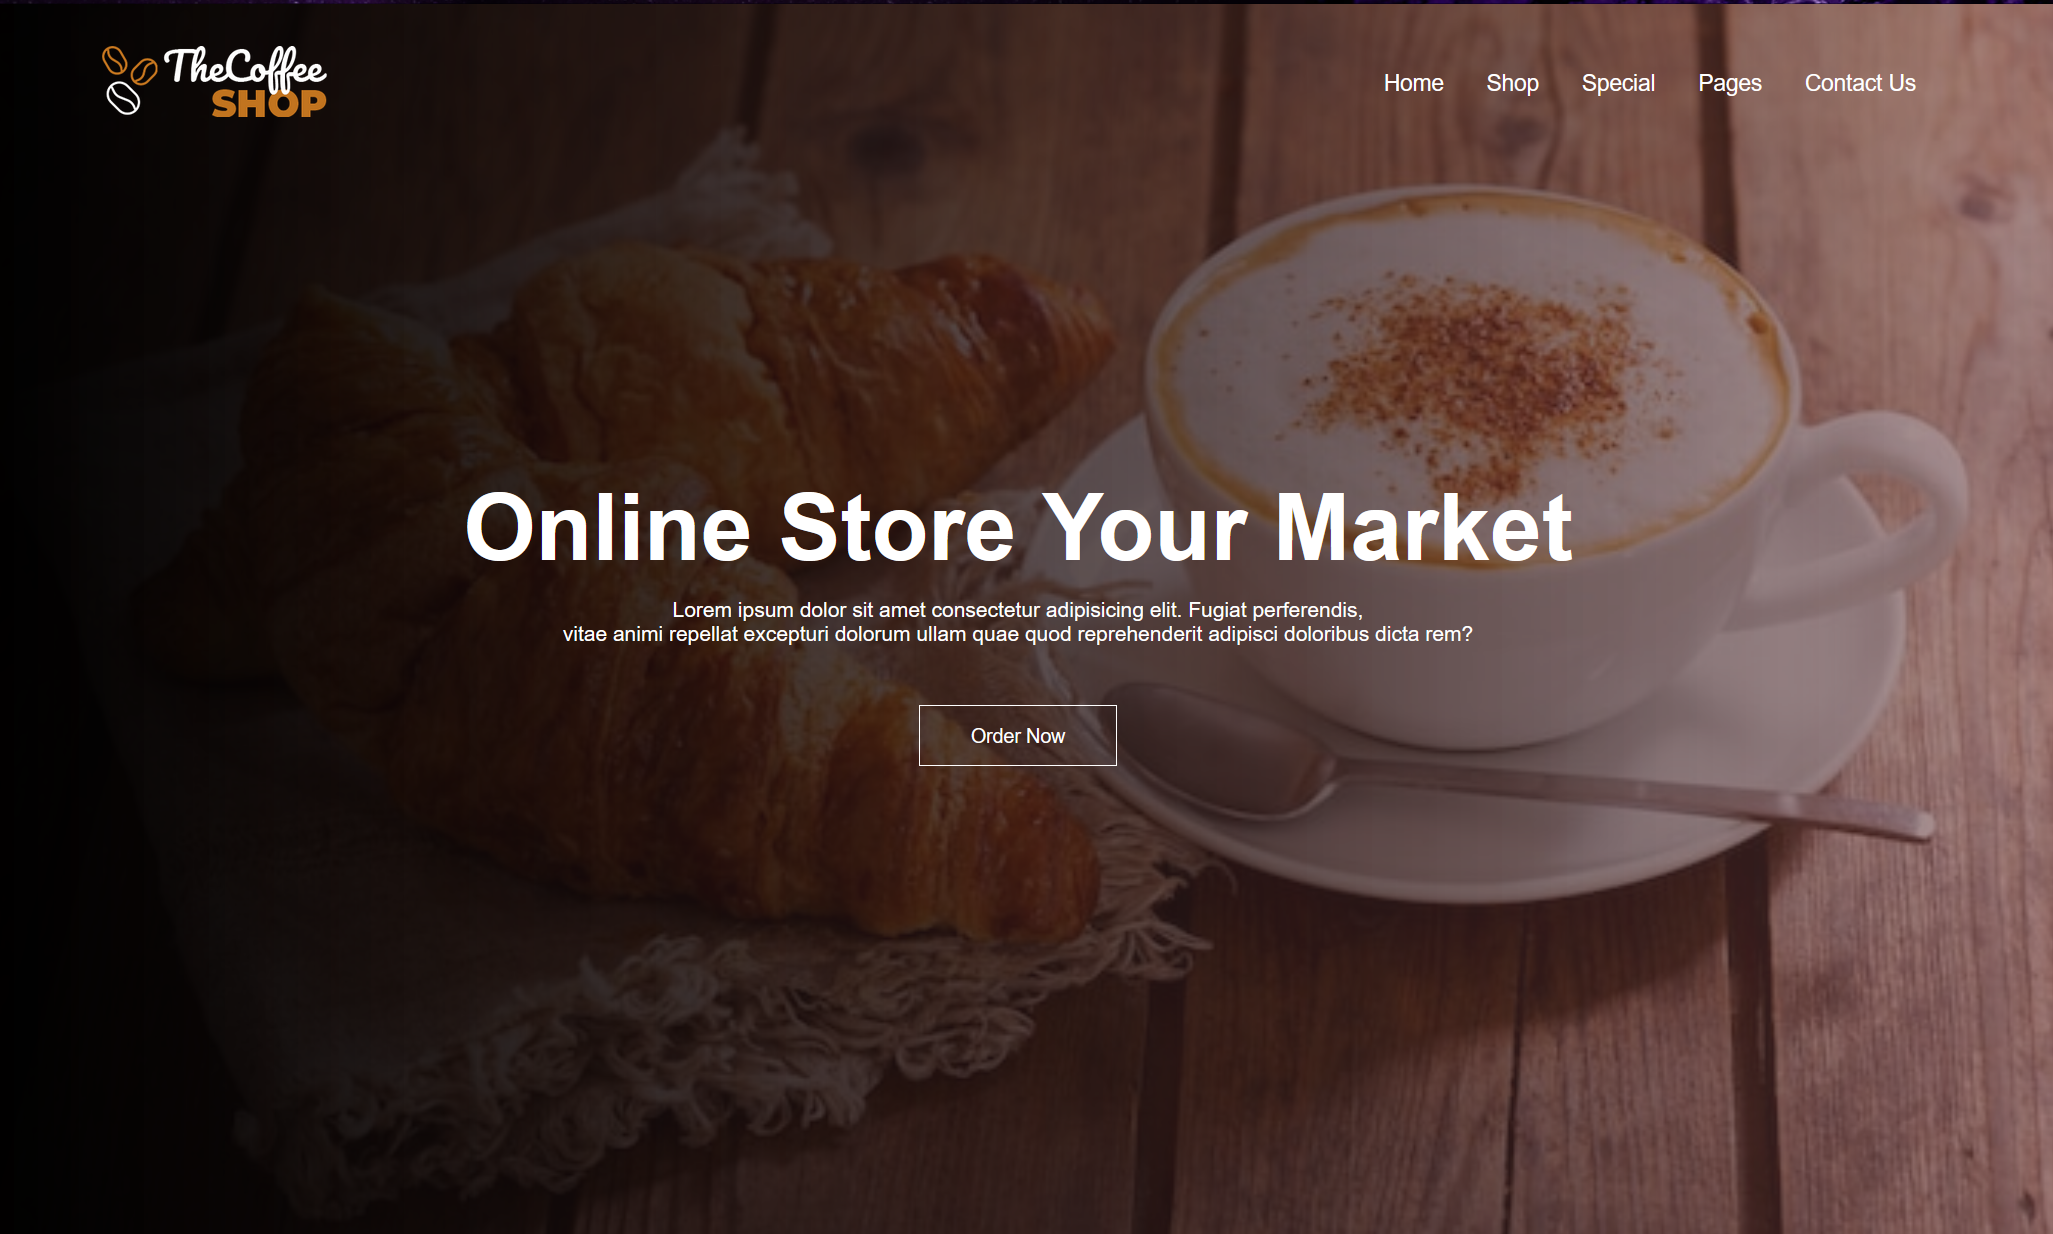 TheCoffee
SHOP
Home Shop Special Pages Contact Us
Online Store Your Market
Lorem ipsum dolor sit amet consectetur adipisicing elit. Fugiat perferendis,
vitae animi repellat excepturi dolorum ullam quae quod reprehenderit adipisci doloribus dicta rem?
Order Now